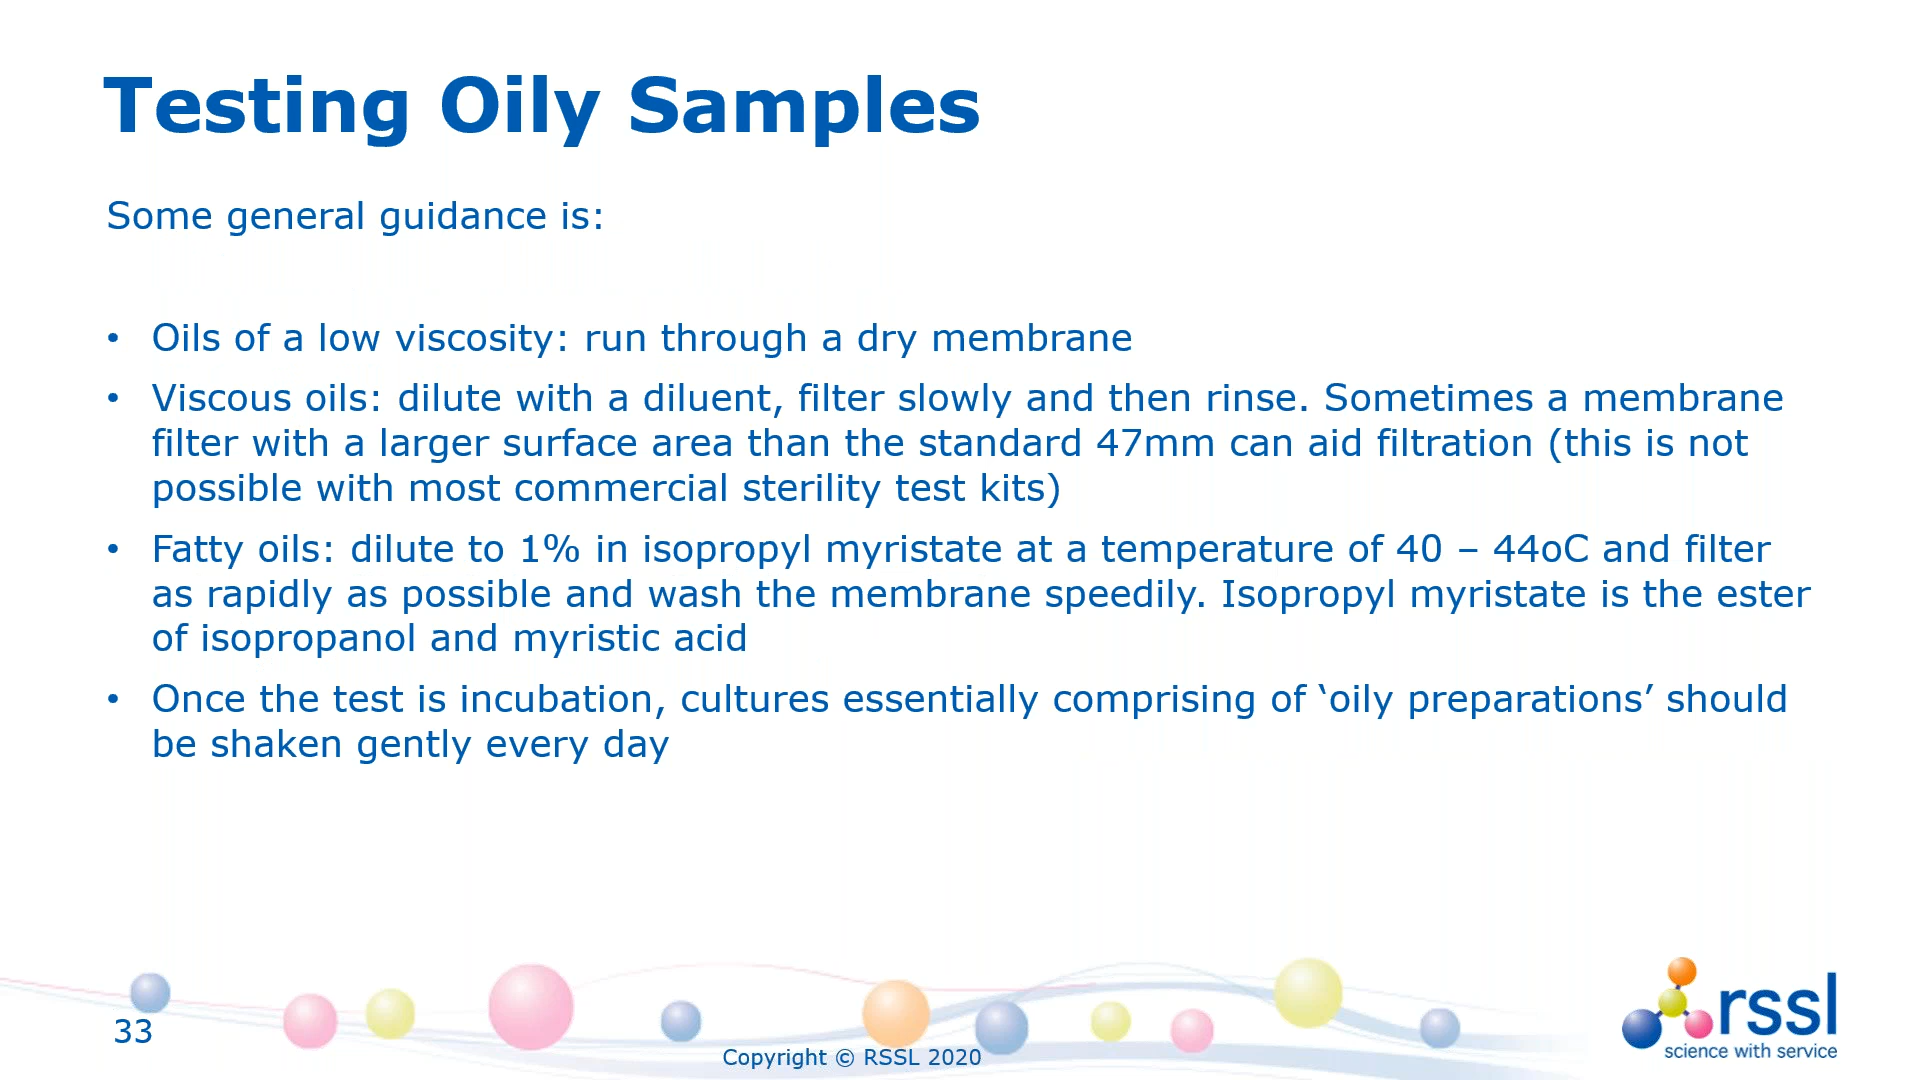 Testing Oily Samples
Some general guidance is:
• Oils of a low viscosity: run through a dry membrane
• Viscous oils: dilute with a diluent, filter slowly and then rinse. Sometimes a membrane
filter with a larger surface area than the standard 47mm can aid filtration (this is not
possible with most commercial sterility test kits)
• Fatty oils: dilute to 1% in isopropyl myristate at a temperature of 40 – 44oC and filter
as rapidly as possible and wash the membrane speedily. Isopropyl myristate is the ester
of isopropanol and myristic acid
• Once the test is incubation, cultures essentially comprising of ‘oily preparations’ should
be shaken gently every day
33
Copyright © RSSL 2020
rssl
science with service